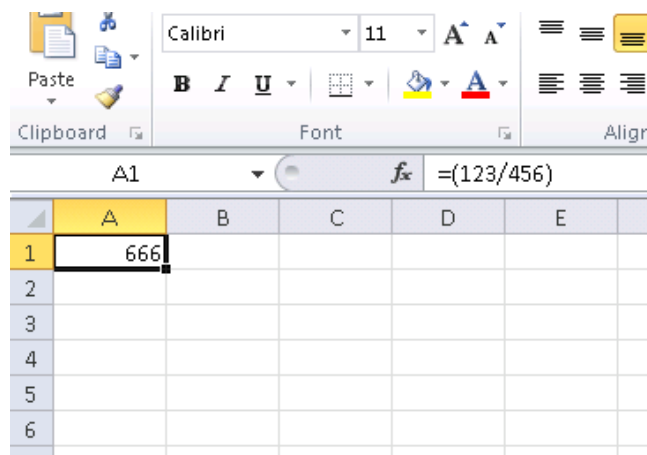 Calibri 11 A A
Paste
B I U A
Clipboard Font Align
A1 fx =(123/456)
A B C D E
1 666
2
3
4
5
6